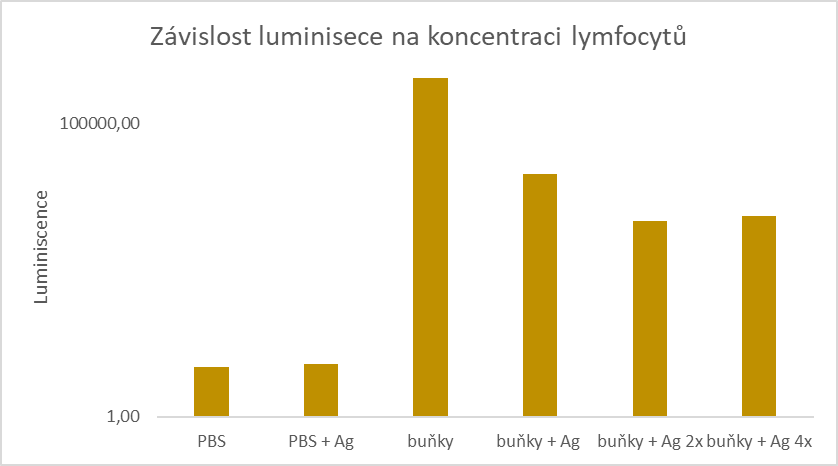 Závislost luminisece na koncentraci lymfocytů
100000,00
Luminiscence
1,00
PBS
PBS + Ag
buňky
buňky + Ag
buňky + Ag 2x
buňky + Ag 4x